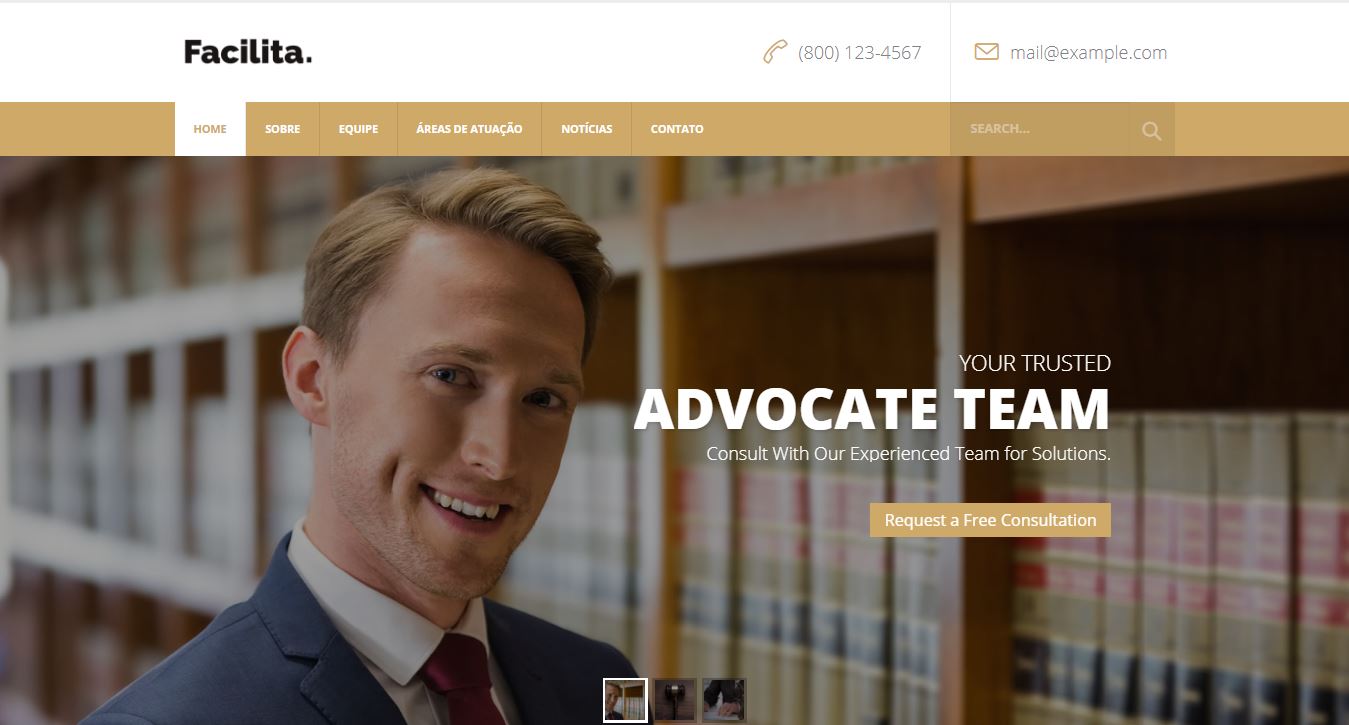 Facilita.
(800) 123-4567
mail@example.com
HOME
SOBRE
EQUIPE
ÁREAS DE ATUAÇÃO
NOTÍCIAS
CONTATO
SEARCH...
YOUR TRUSTED
ADVOCATE TEAM
Consult With Our Experienced Team for Solutions.
Request a Free Consultation